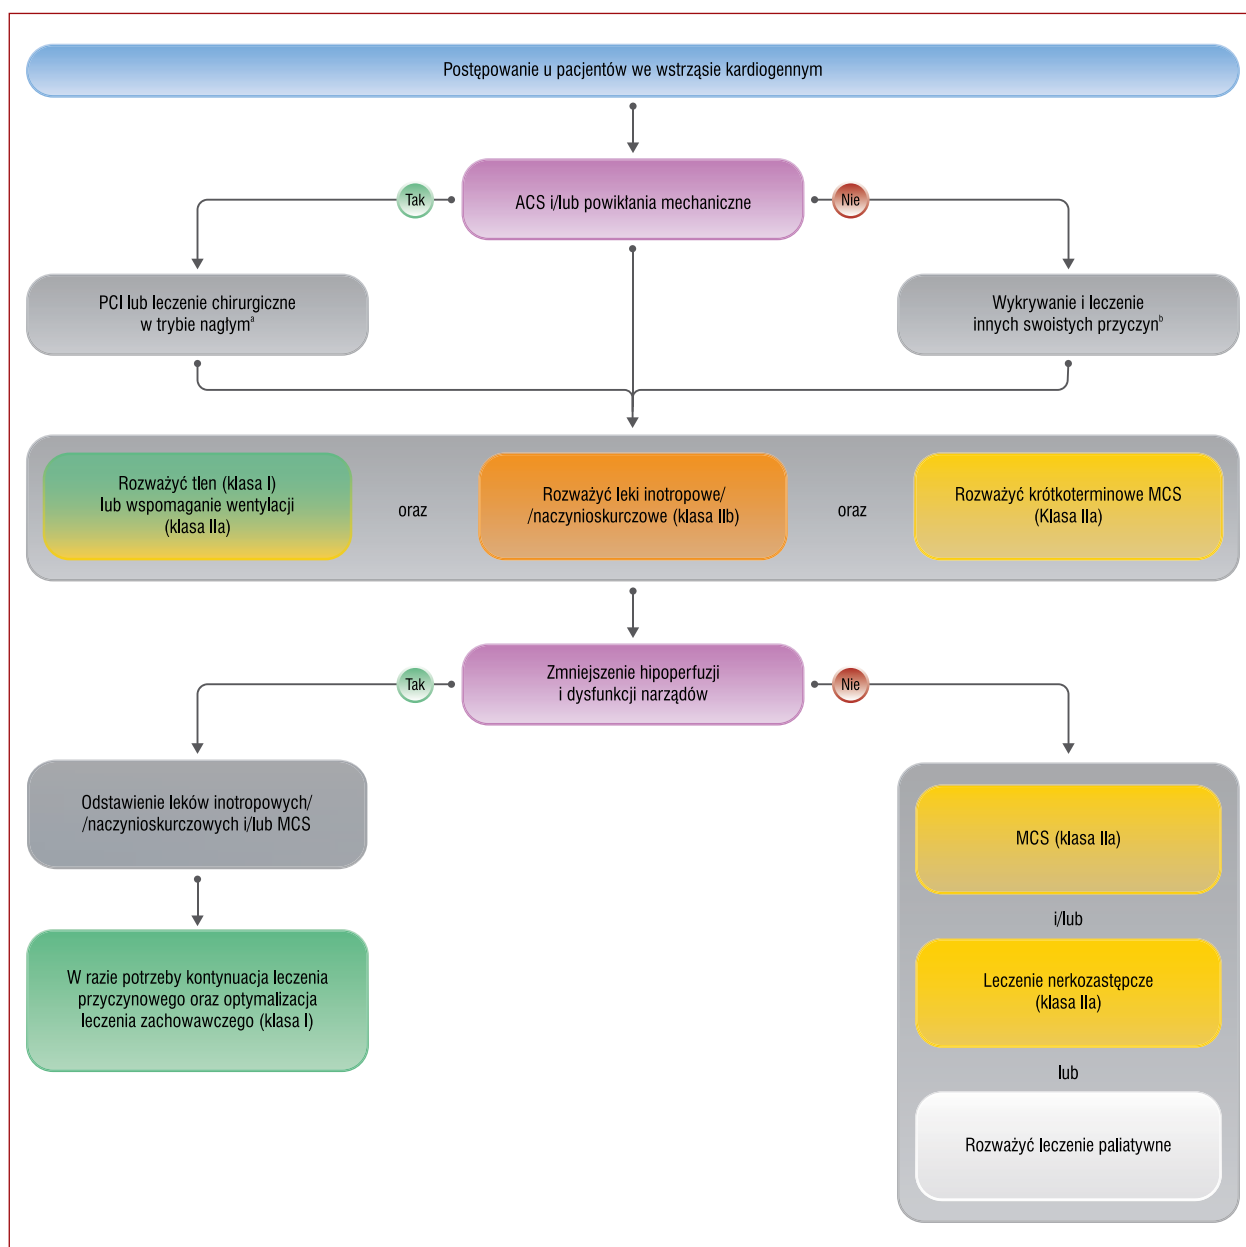 Postępowanie u pacjentów we wstrząsie kardiogennym
Tak
ACS i/lub powikłania mechaniczne
Nie
PCI lub leczenie chirurgiczne
w trybie nagłymᵃ
Wykrywanie i leczenie
innych swoistych przyczynᵇ
Rozważyć tlen (klasa I)
lub wspomaganie wentylacji
(klasa IIa)
oraz
Rozważyć leki inotropowe/
/naczynioskurczowe (klasa IIb)
oraz
Rozważyć krótkoterminowe MCS
(Klasa IIa)
Tak
Zmniejszenie hipoperfuzji
i dysfunkcji narządów
Nie
Odstawienie leków inotropowych/
/naczynioskurczowych i/lub MCS
W razie potrzeby kontynuacja leczenia
przyczynowego oraz optymalizacja
leczenia zachowawczego (klasa I)
MCS (klasa IIa)
i/lub
Leczenie nerkozastępcze
(klasa IIa)
lub
Rozważyć leczenie paliatywne